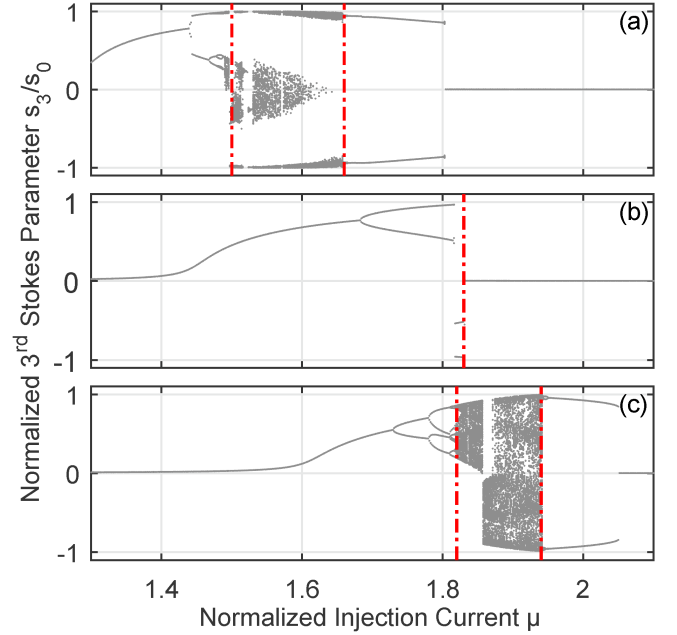 Normalized 3rd Stokes Parameter s3/s0
1
0
-1
(a)
1
0
-1
(b)
1
0
-1
(c)
1.4 1.6 1.8 2
Normalized Injection Current μ